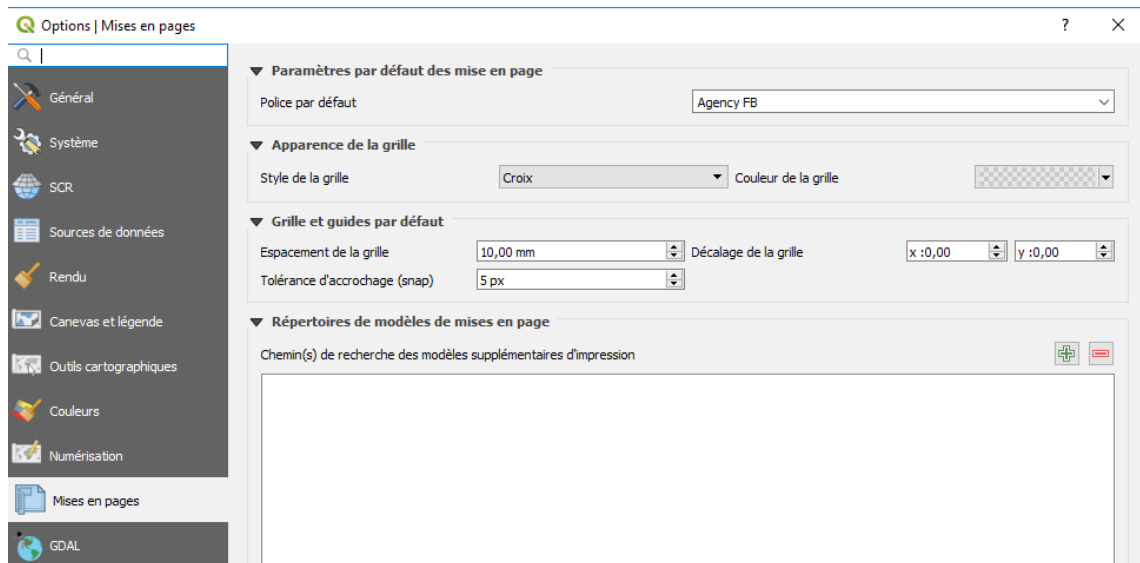 Options | Mises en pages ?
Général
Système
SCR
Sources de données
Rendu
Canevas et légende
Outils cartographiques
Couleurs
Numérisation
Mises en pages
GDAL
Paramètres par défaut des mise en page
Police par défaut Agency FB
Apparence de la grille
Style de la grille Croix Couleur de la grille
Grille et guides par défaut
Espacement de la grille 10,00 mm Décalage de la grille x :0,00 y :0,00
Tolérance d'accrochage (snap) 5 px
Répertoires de modèles de mises en page
Chemin(s) de recherche des modèles supplémentaires d'impression